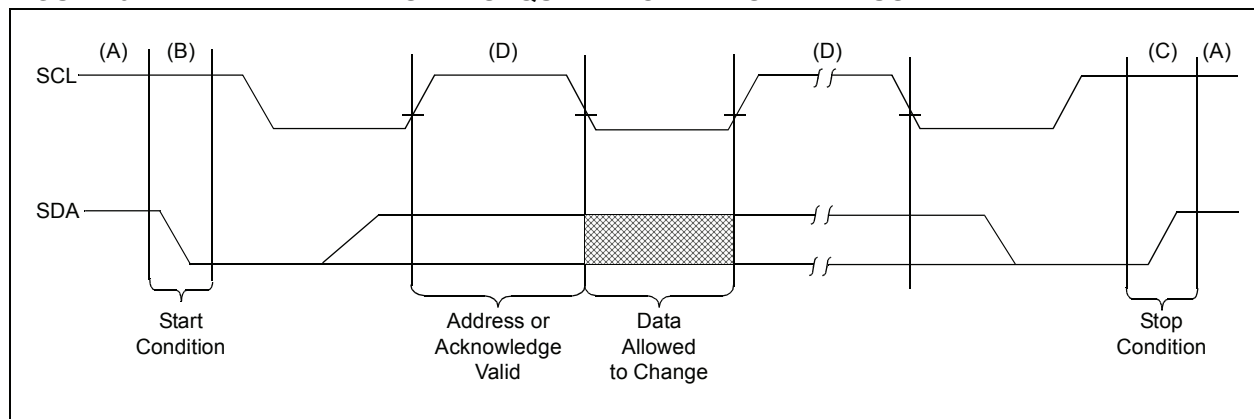 (A) (B) (D) (D) (C) (A)
SCL
SDA
Start
Condition
Address or
Acknowledge
Valid
Data
Allowed
to Change
Stop
Condition